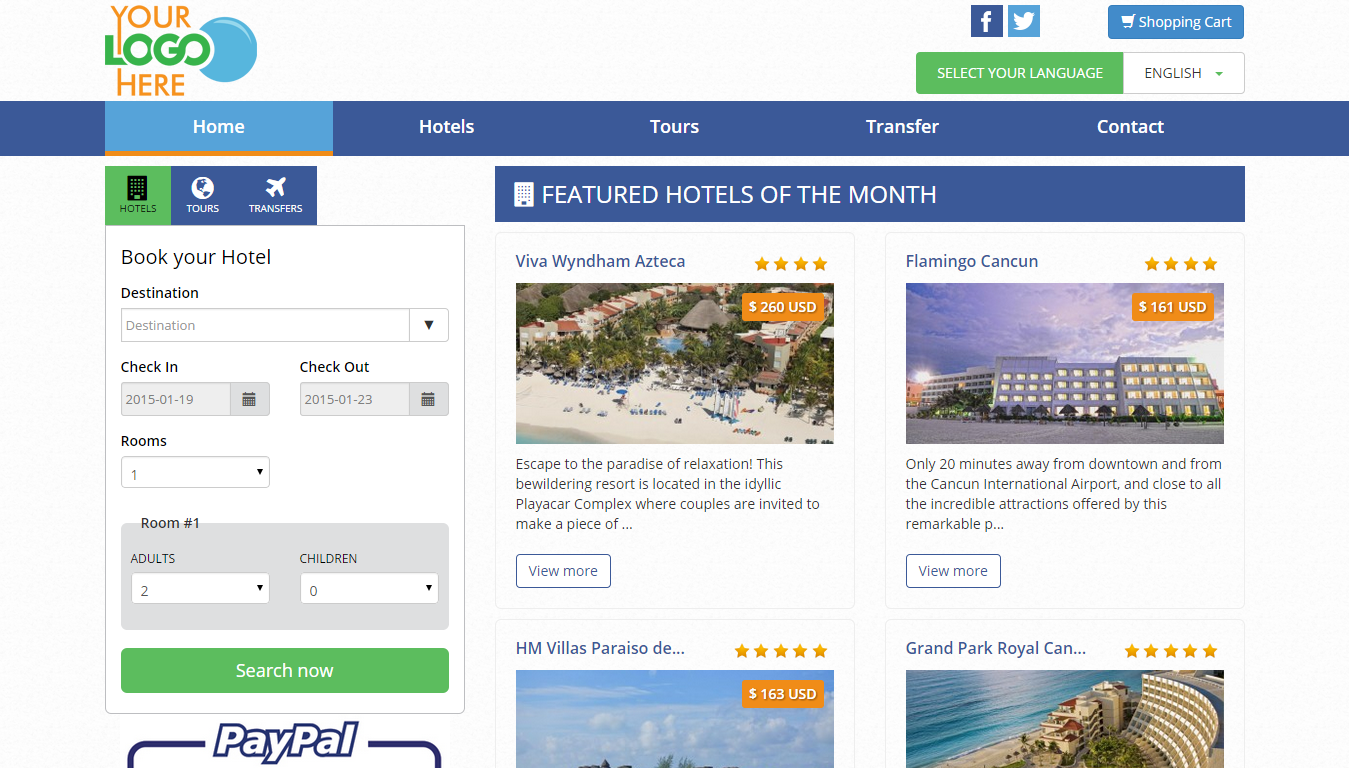 YOUR
LOGO
HERE
Shopping Cart
SELECT YOUR LANGUAGE
ENGLISH
Home
Hotels
Tours
Transfer
Contact
HOTELS
TOURS
TRANSFERS
Book your Hotel
Destination
Destination
Check In
Check Out
2015-01-19
2015-01-23
Rooms
1
Room #1
ADULTS
CHILDREN
2
0
Search now
PayPal
FEATURED HOTELS OF THE MONTH
Viva Wyndham Azteca
$ 260 USD
Escape to the paradise of relaxation! This
bewildering resort is located in the idyllic
Playacar Complex where couples are invited to
make a piece of ...
View more
Flamingo Cancun
$ 161 USD
Only 20 minutes away from downtown and from
the Cancun International Airport, and close to all
the incredible attractions offered by this
remarkable p...
View more
HM Villas Paraiso de...
$ 163 USD
Grand Park Royal Can...